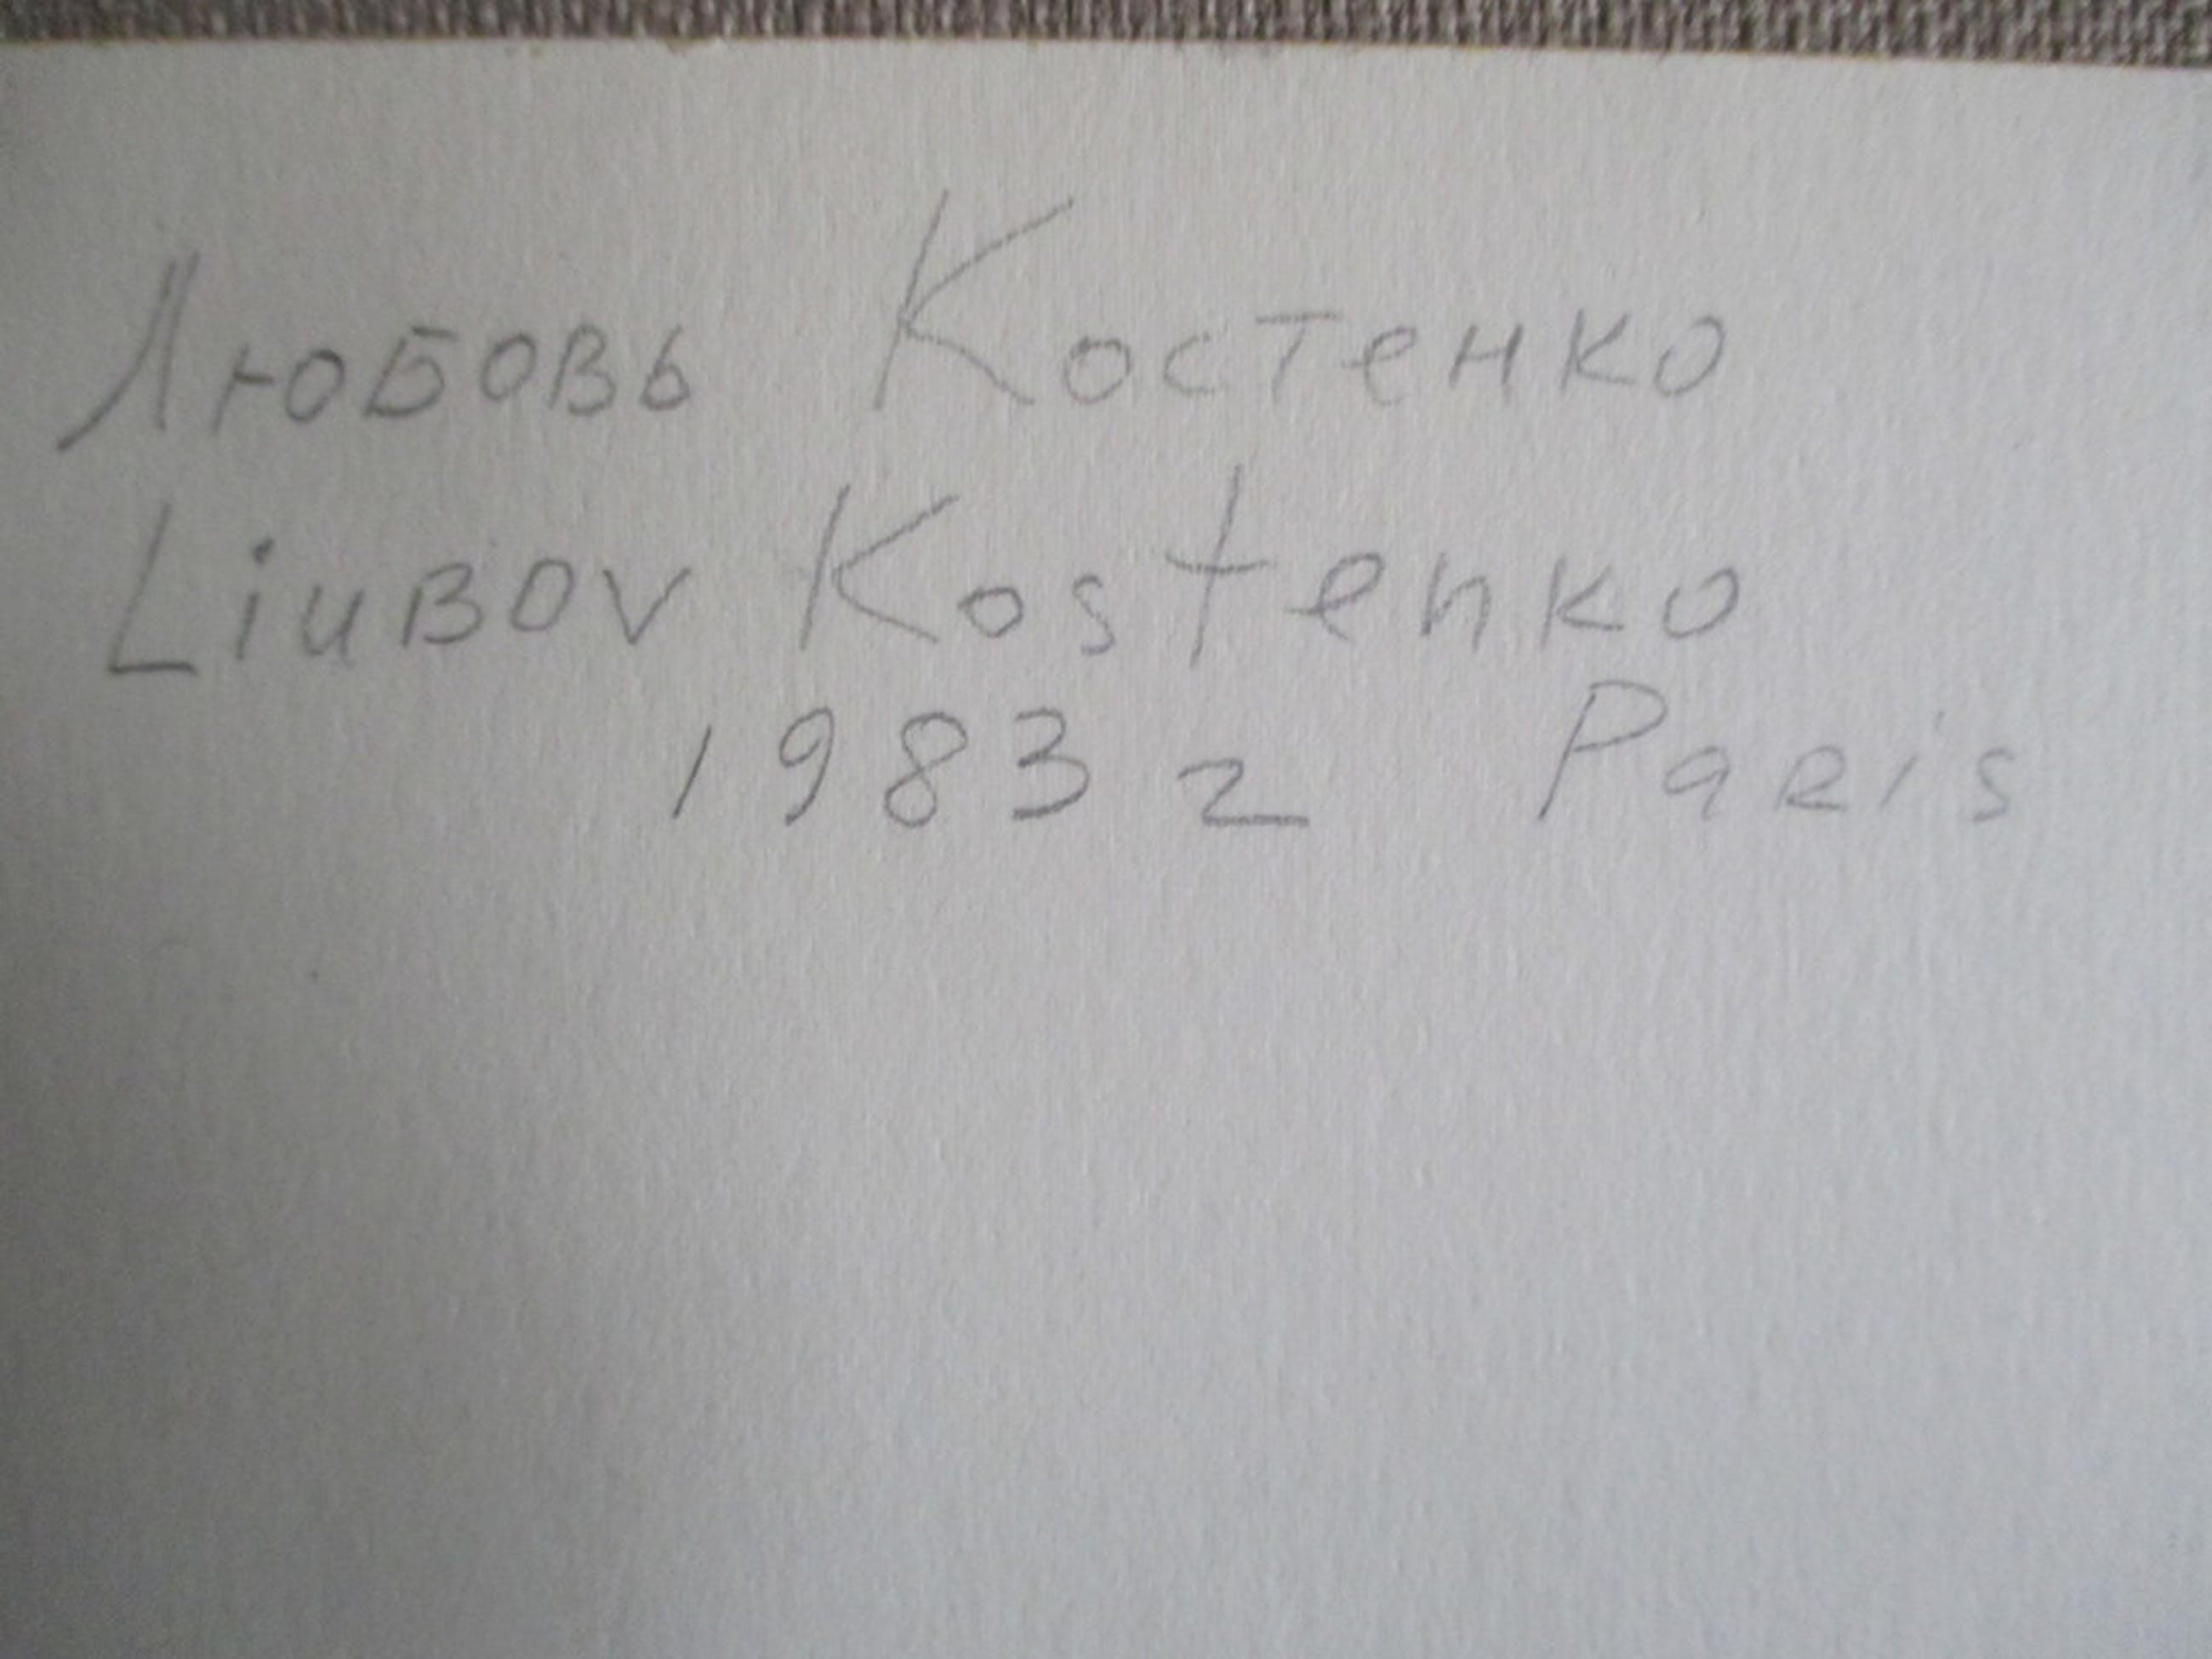 Любовь Костенко
Liubov Kostenko
1983 г Paris